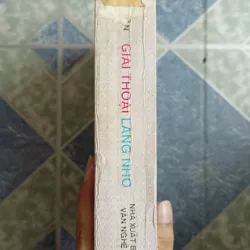 GIAI THOẠI LÀNG NHO
NHÀ XUẤT B
VĂN NGHỆ